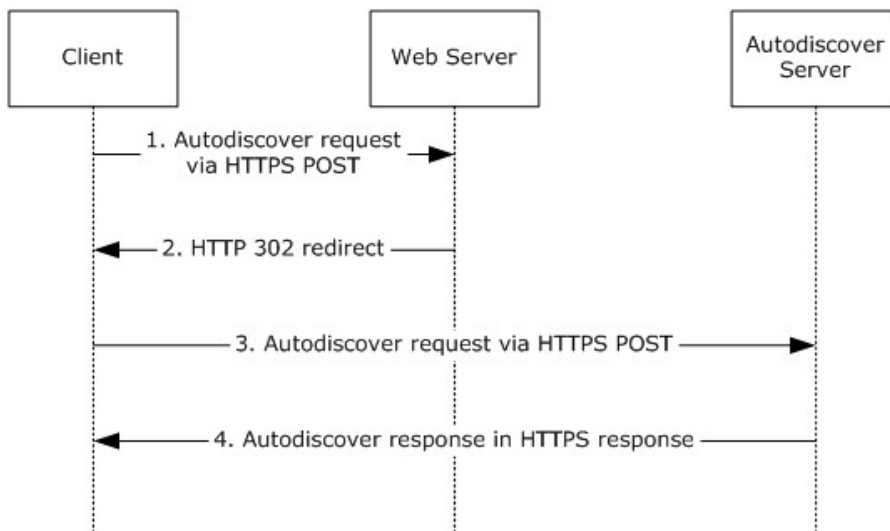 Client
Web Server
Autodiscover
Server
1. Autodiscover request
via HTTPS POST
2. HTTP 302 redirect
3. Autodiscover request via HTTPS POST
4. Autodiscover response in HTTPS response